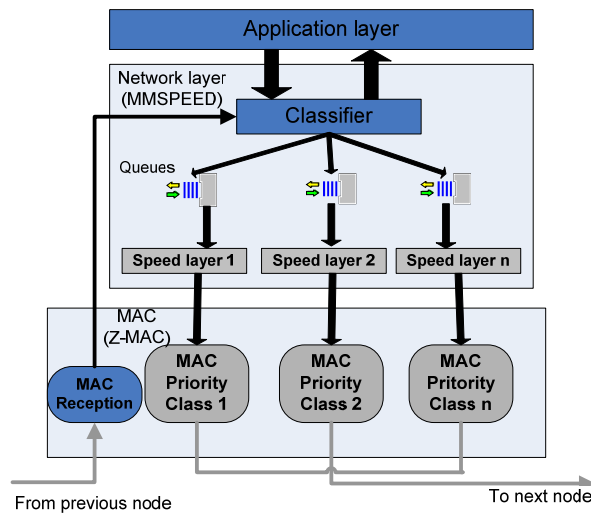 Application layer
Network layer
(MMSPEED)
Classifier
Queues
Speed layer 1
Speed layer 2
Speed layer n
MAC
(Z-MAC)
MAC
Reception
MAC
Priority
Class 1
MAC
Priority
Class 2
MAC
Pritority
Class n
From previous node
To next node